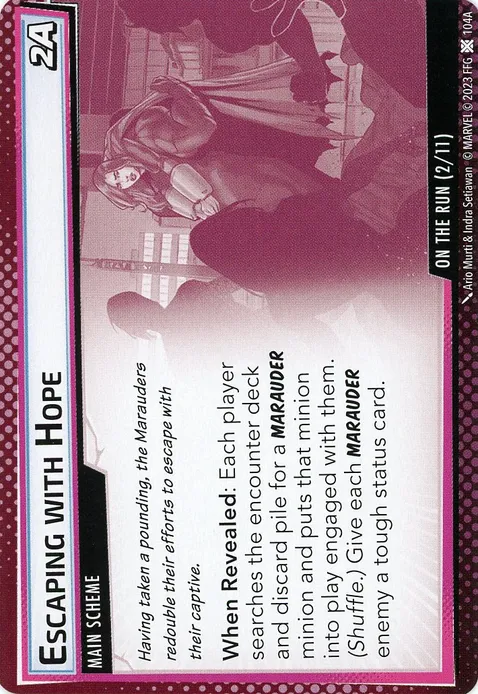 ESCAPING WITH HOPE
2A
MAIN SCHEME
Having taken a pounding, the Marauders
redouble their efforts to escape with
their captive.
When Revealed: Each player
searches the encounter deck
and discard pile for a MARAUDER
minion and puts that minion
into play engaged with them.
(Shuffle.) Give each MARAUDER
enemy a tough status card.
ON THE RUN (2/11)
Ario Murti & Indra Setiawan © MARVEL © 2023 FFG 104A